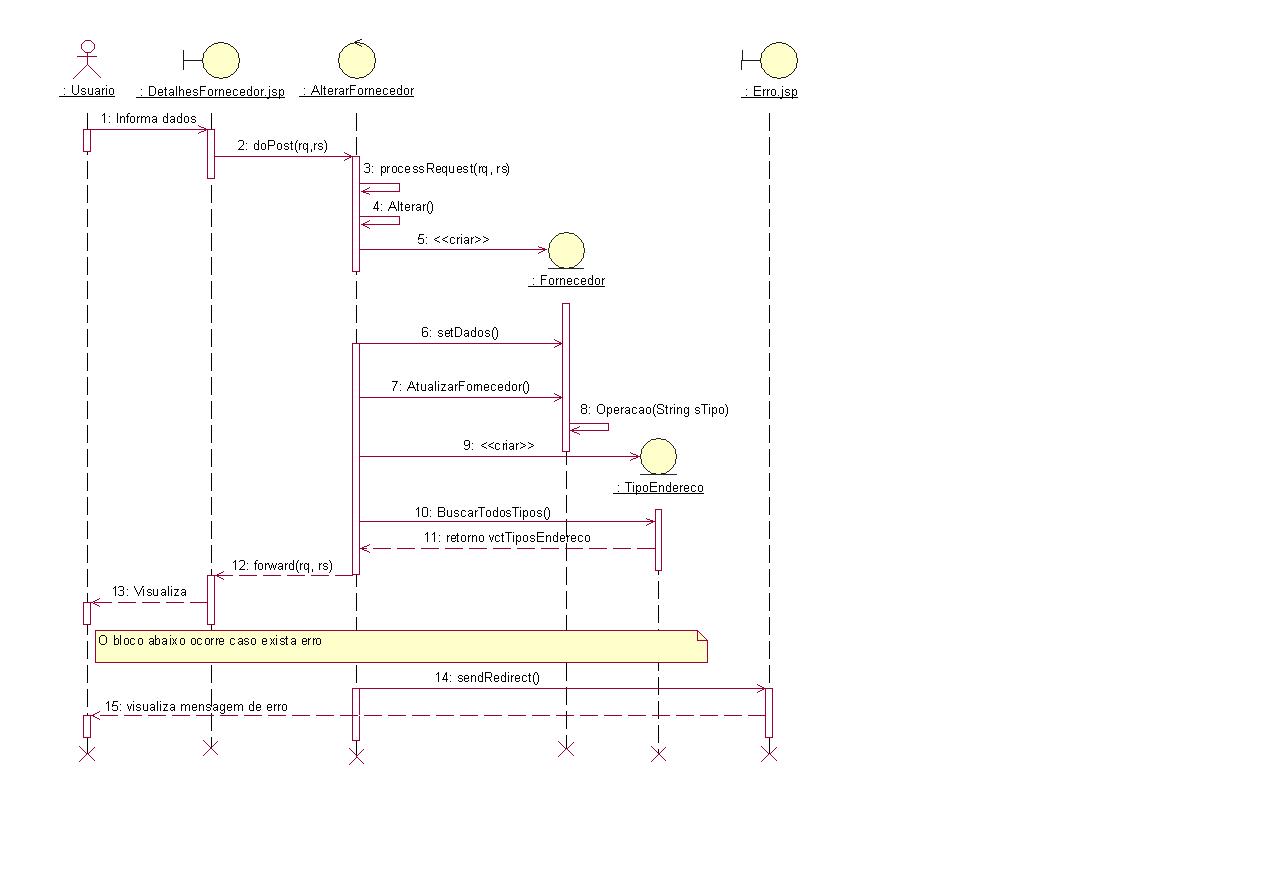 : Usuario
: DetalhesFornecedor.jsp
: AlterarFornecedor
: Erro.jsp
1: Informa dados
2: doPost(rq,rs)
3: processRequest(rq, rs)
4: Alterar()
5: <<criar>>
: Fornecedor
6: setDados()
7: AtualizarFornecedor()
8: Operacao(String sTipo)
9: <<criar>>
: TipoEndereco
10: BuscarTodosTipos()
11: retorno vctTiposEndereco
12: forward(rq, rs)
13: Visualiza
O bloco abaixo ocorre caso exista erro
14: sendRedirect()
15: visualiza mensagem de erro